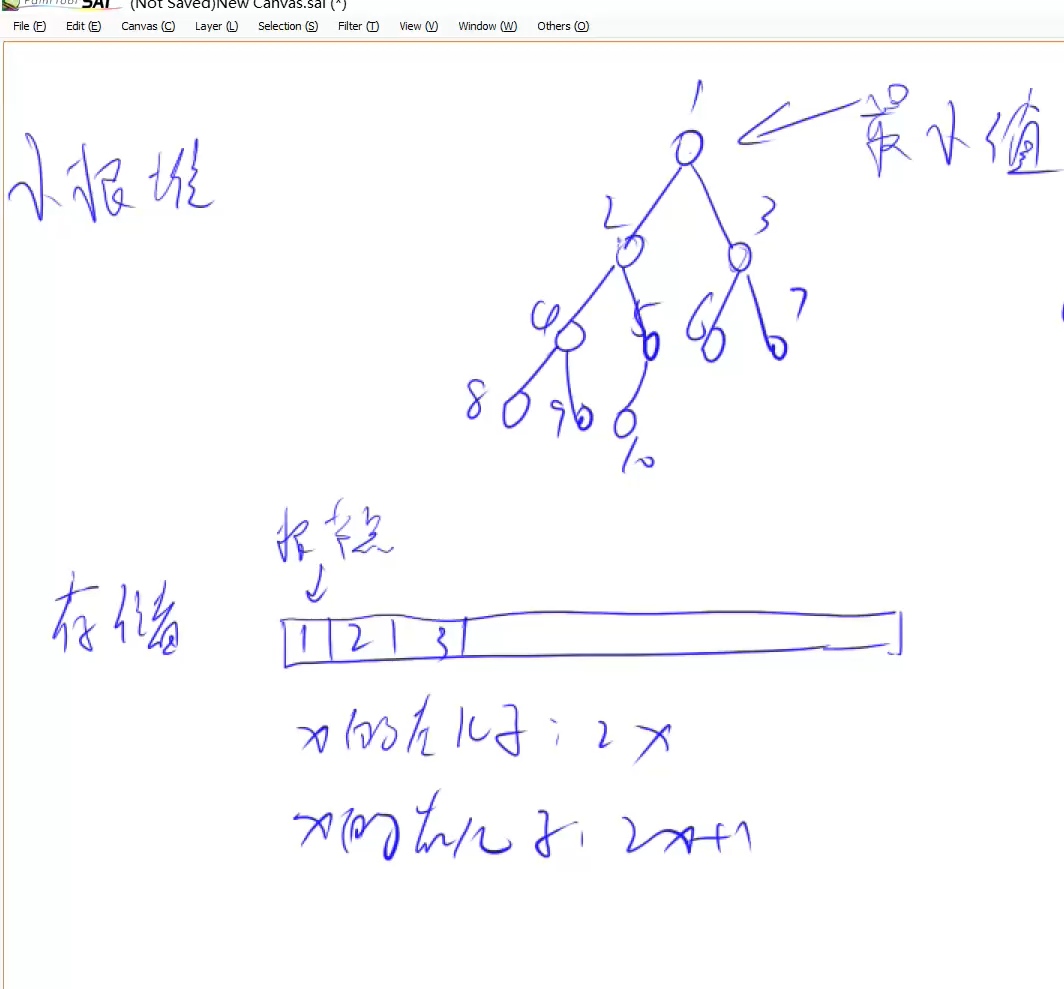 PaintTool SAI (Not Saved)New Canvas.sai (*)
File (F) Edit (E) Canvas (C) Layer (L) Selection (S) Filter (T) View (V) Window (W) Others (O)
小根堆
1
最小值
2 3
4 5 6 7
8 9
10
根节点
存储
1 2 3
x的左儿子: 2x
x的右儿子: 2x+1